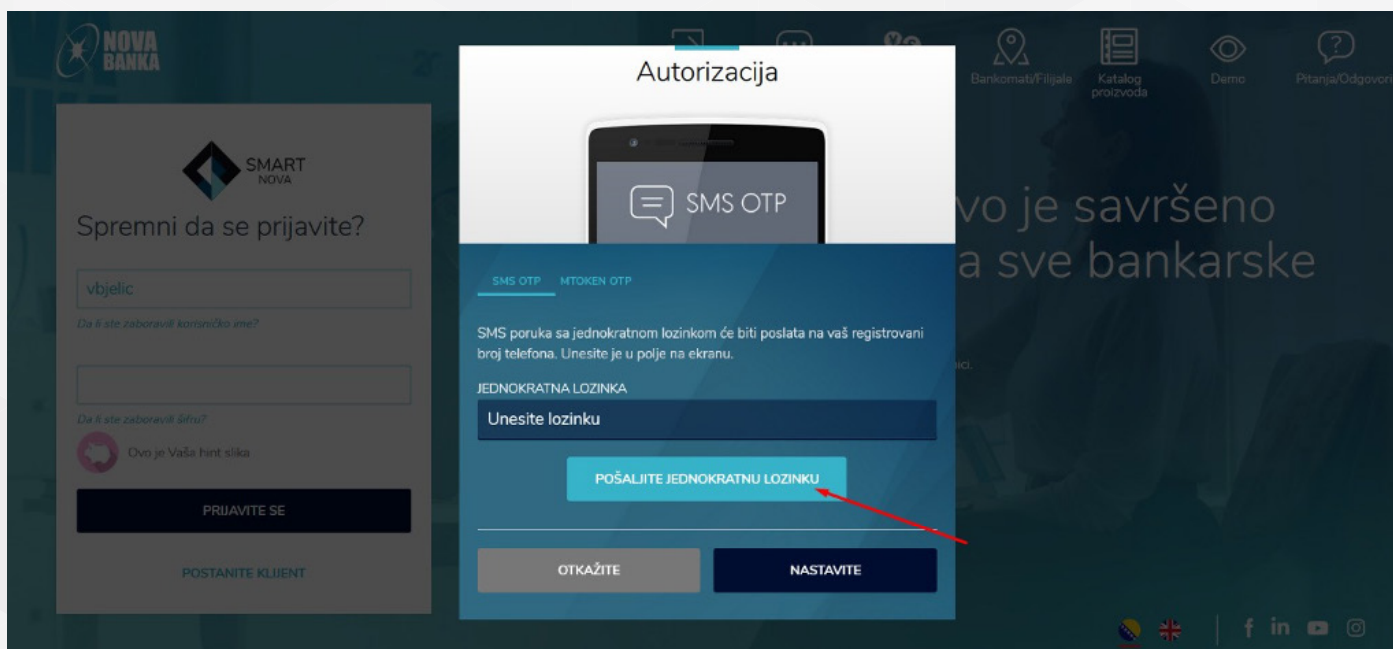 NOVA
BANKA
Bankomati/Filijale
Katalog
proizvoda
Demo
Pitanja/Odgovori
SMART
NOVA
Spremni da se prijavite?
vbjelic
Da li ste zaboravili korisničko ime?
Da li ste zaboravili šifru?
Ovo je Vaša hint slika
PRIJAVITE SE
POSTANITE KLIJENT
Autorizacija
SMS OTP
SMS OTP MTOKEN OTP
SMS poruka sa jednokratnom lozinkom će biti poslata na vaš registrovani
broj telefona. Unesite je u polje na ekranu.
JEDNOKRATNA LOZINKA
Unesite lozinku
POŠALJITE JEDNOKRATNU LOZINKU
OTKAŽITE
NASTAVITE
vo je savršeno
a sve bankarske
f in